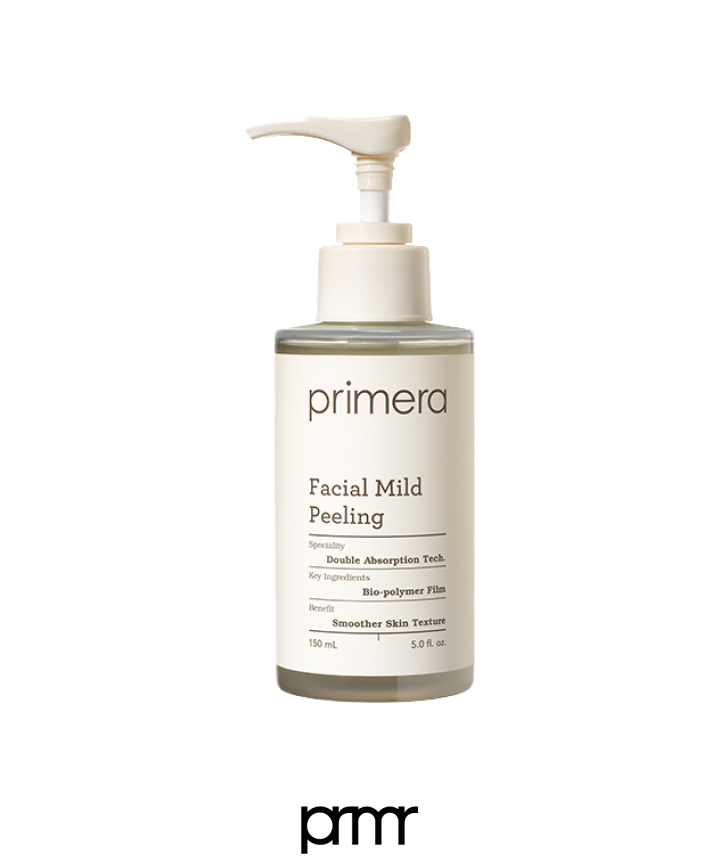 primera
Facial Mild
Peeling
Speciality
Double Absorption Tech.
Key Ingredients
Bio-polymer Film
Benefit
Smoother Skin Texture
150 mL 5.0 fl. oz.
prmr